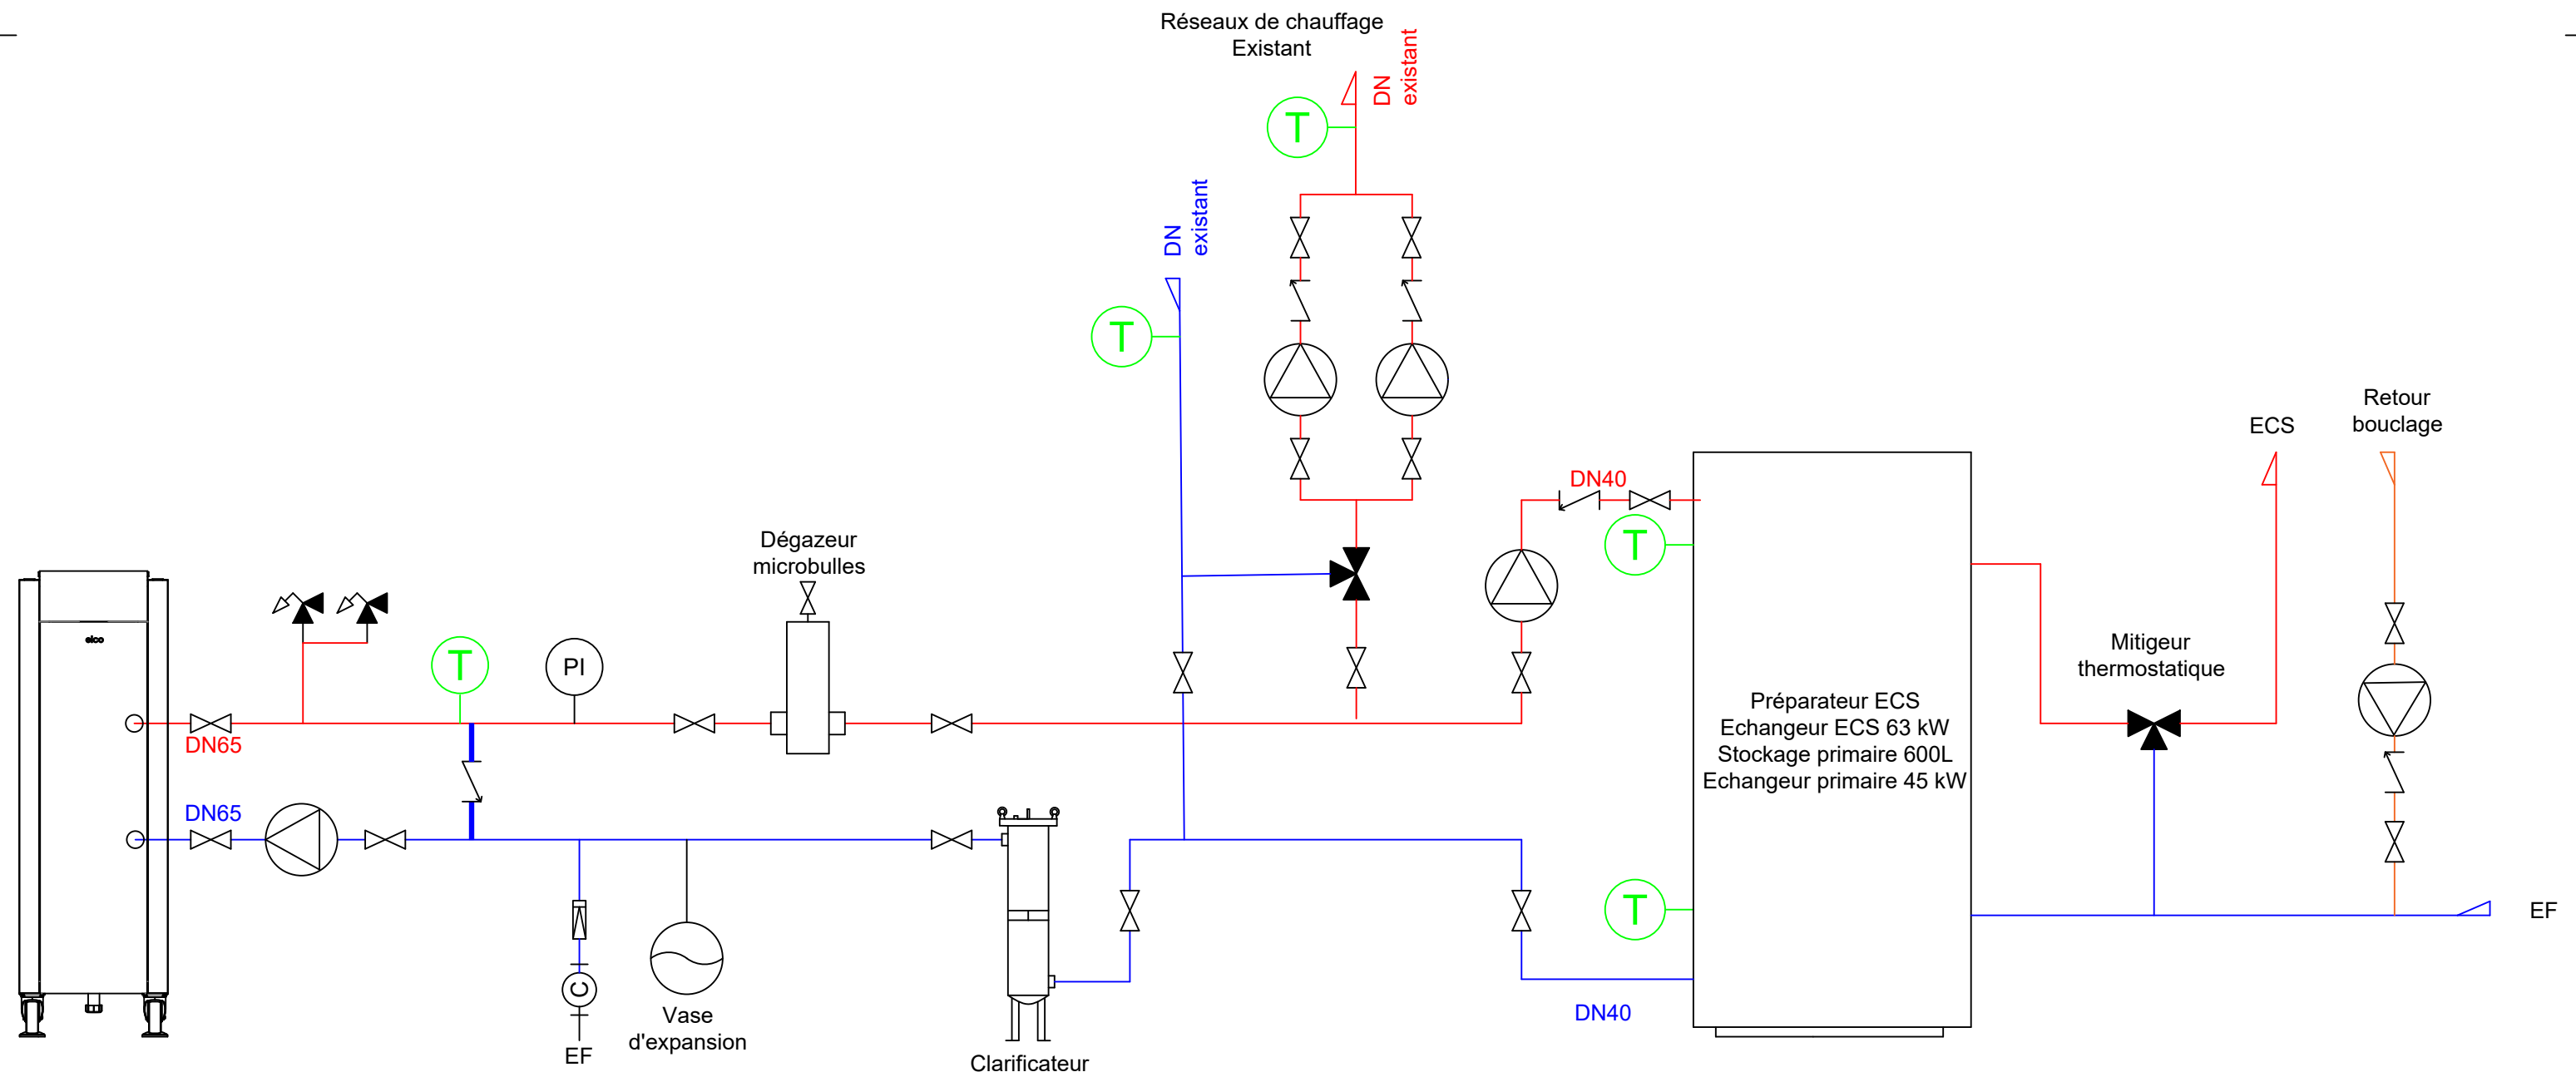 Réseaux de chauffage
Existant
DN
existant
T
DN
existant
T
DN40
T
ECS
Retour
bouclage
Dégazeur
microbulles
elco
T
PI
DN65
DN65
Mitigeur
thermostatique
Préparateur ECS
Echangeur ECS 63 kW
Stockage primaire 600L
Echangeur primaire 45 kW
T
EF
C
EF
Vase
d'expansion
Clarificateur
DN40